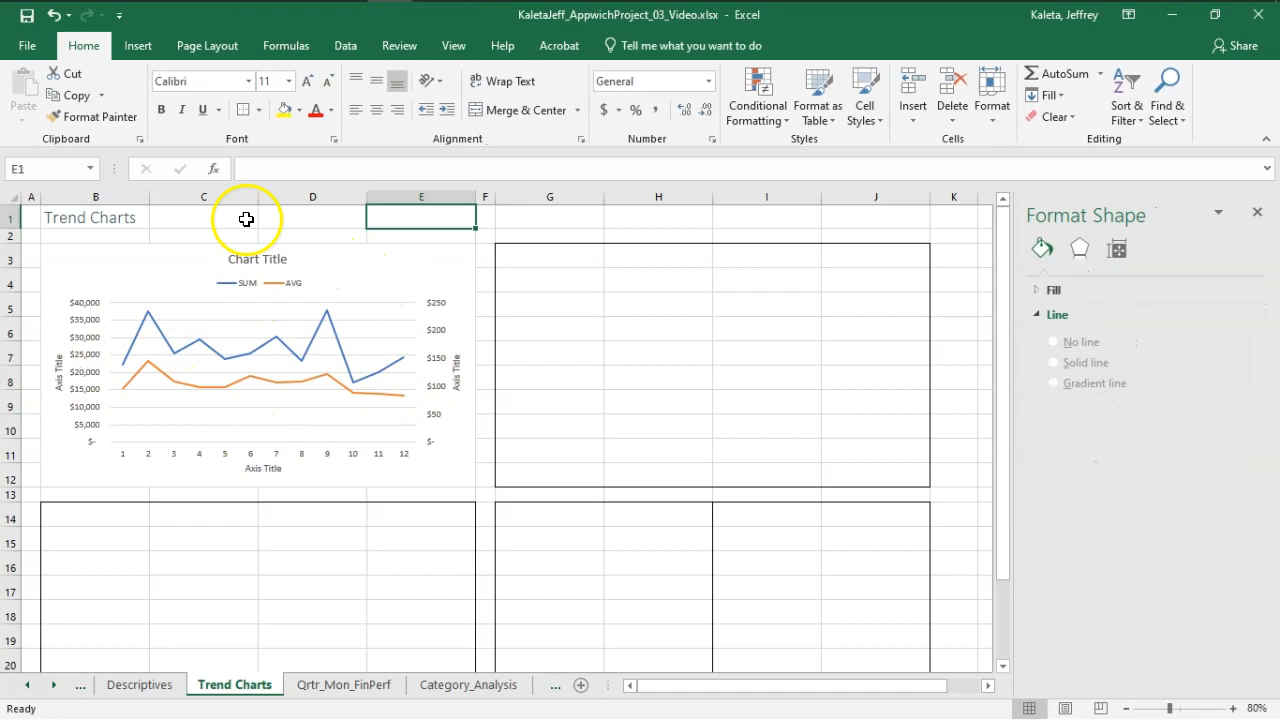 KaletaJeff_AppwichProject_03_Video.xlsx - Excel
Kaleta, Jeffrey
File Home Insert Page Layout Formulas Data Review View Help Acrobat Tell me what you want to do Share
Paste
Cut
Copy
Format Painter
Clipboard
Calibri 11
B I U
Font
Wrap Text
Merge & Center
Alignment
General
$ % ,
Number
Conditional Formatting
Format as Table
Cell Styles
Styles
Insert Delete Format
Cells
AutoSum
Fill
Clear
Sort & Filter
Find & Select
Editing
E1
fx
A B C D E F G H I J K
1
2
3
4
5
6
7
8
9
10
11
12
13
14
15
16
17
18
19
20
Trend Charts
Chart Title
SUM AVG
$40,000
$35,000
$30,000
$25,000
$20,000
$15,000
$10,000
$5,000
$-
Axis Title
$250
$200
$150
$100
$50
$-
Axis Title
1 2 3 4 5 6 7 8 9 10 11 12
Axis Title
Format Shape
Fill
Line
No line
Solid line
Gradient line
... Descriptives Trend Charts Qrtr_Mon_FinPerf Category_Analysis ...
Ready
80%